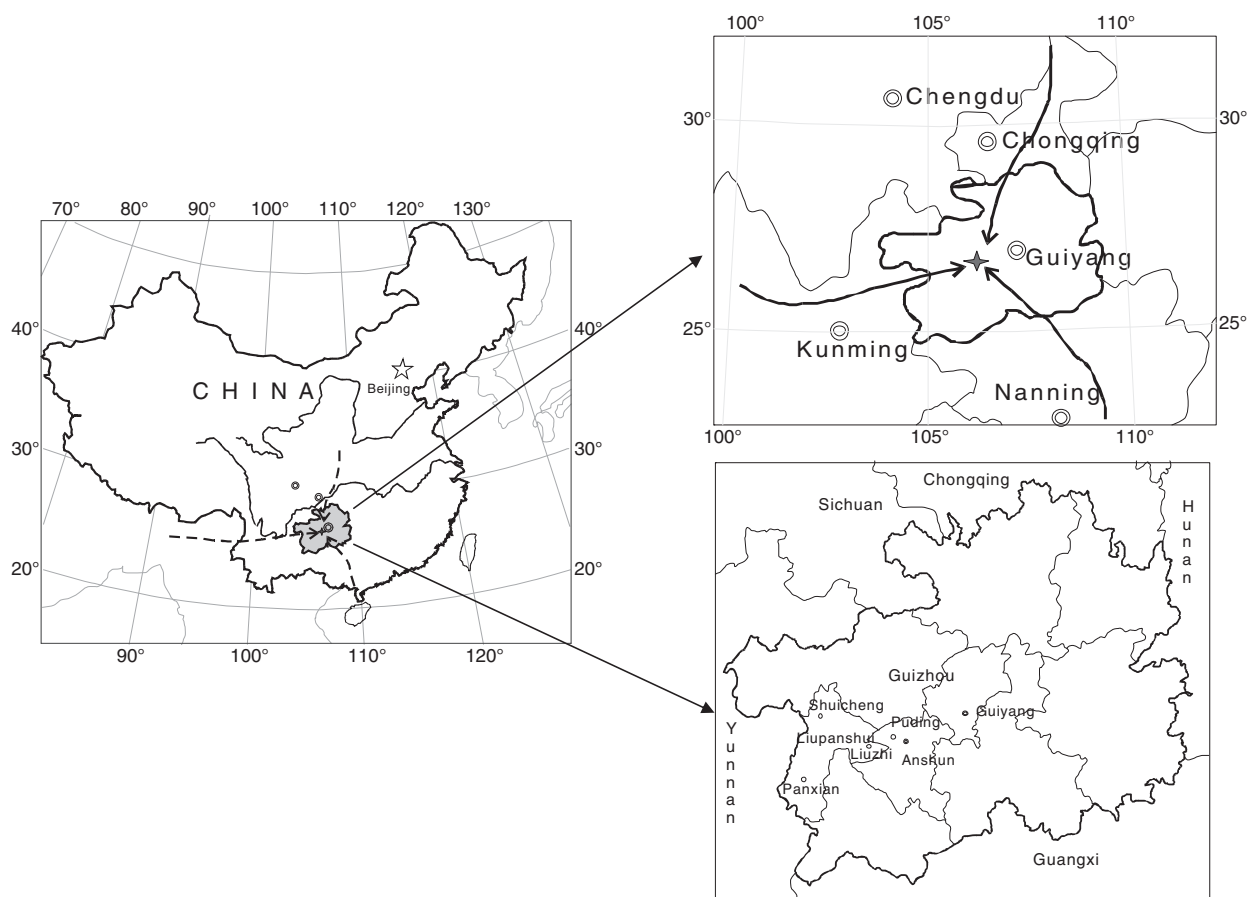 70° 80° 90° 100° 110° 120° 130°
40° 40°
CHINA
Beijing
30° 30°
20° 20°
90° 100° 110° 120°
100° 105° 110°
Chengdu
30° 30°
Chongqing
Guiyang
25° 25°
Kunming
Nanning
100° 105° 110°
Chongqing
Sichuan
Hunan
Guizhou
Shuicheng
Guiyang
Puding
Yunnan
Liupanshui
Liuzhi
Anshun
Panxian
Guangxi